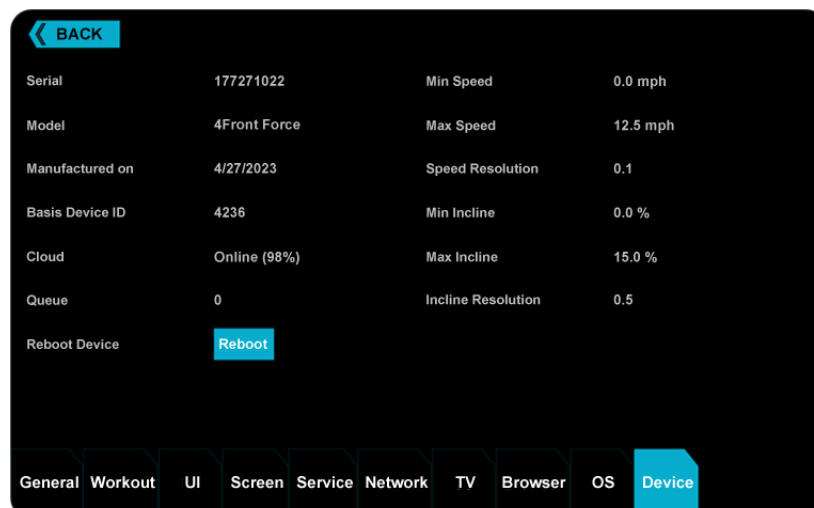 BACK
Serial 177271022 Min Speed 0.0 mph
Model 4Front Force Max Speed 12.5 mph
Manufactured on 4/27/2023 Speed Resolution 0.1
Basis Device ID 4236 Min Incline 0.0 %
Cloud Online (98%) Max Incline 15.0 %
Queue 0 Incline Resolution 0.5
Reboot Device Reboot
General Workout UI Screen Service Network TV Browser OS Device